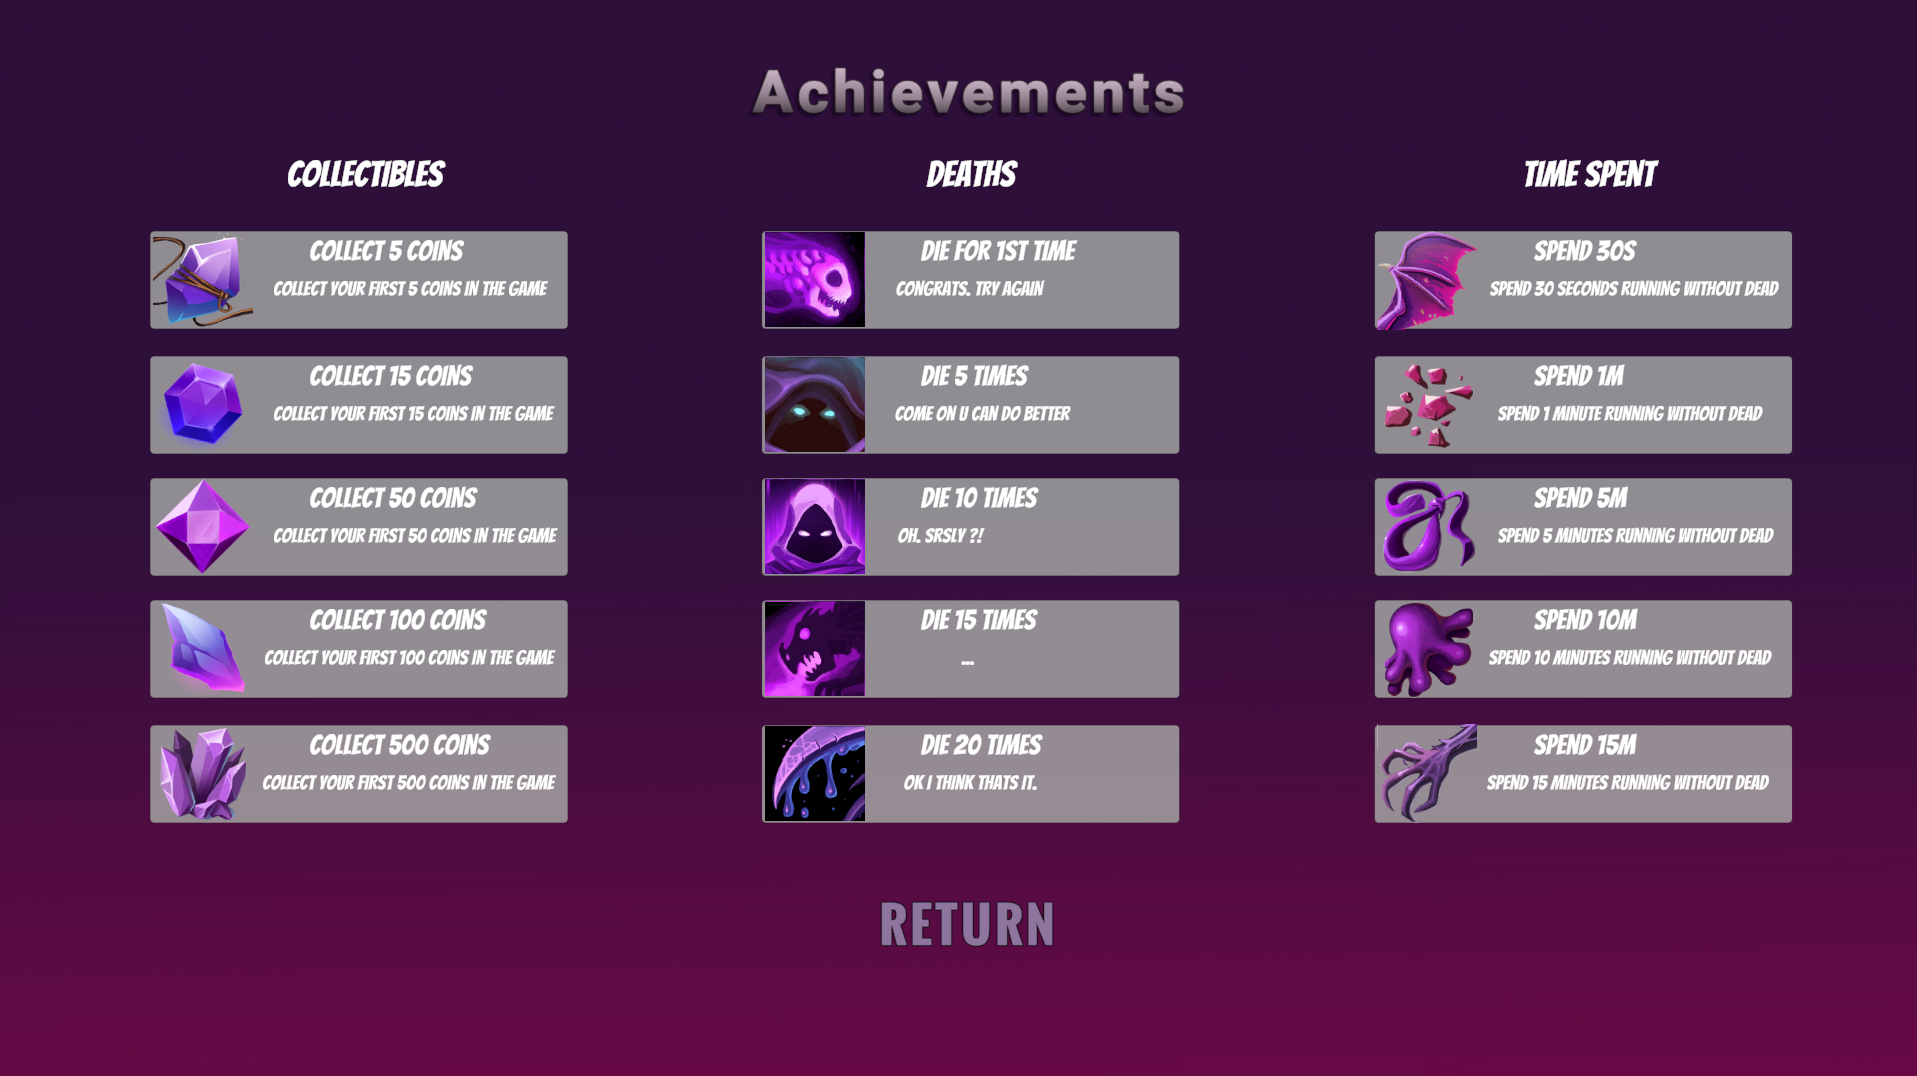 Achievements
COLLECTIBLES
COLLECT 5 COINS
COLLECT YOUR FIRST 5 COINS IN THE GAME
COLLECT 15 COINS
COLLECT YOUR FIRST 15 COINS IN THE GAME
COLLECT 50 COINS
COLLECT YOUR FIRST 50 COINS IN THE GAME
COLLECT 100 COINS
COLLECT YOUR FIRST 100 COINS IN THE GAME
COLLECT 500 COINS
COLLECT YOUR FIRST 500 COINS IN THE GAME
DEATHS
DIE FOR 1ST TIME
CONGRATS. TRY AGAIN
DIE 5 TIMES
COME ON U CAN DO BETTER
DIE 10 TIMES
OH. SRSLY ?!
DIE 15 TIMES
...
DIE 20 TIMES
OK I THINK THATS IT.
TIME SPENT
SPEND 30S
SPEND 30 SECONDS RUNNING WITHOUT DEAD
SPEND 1M
SPEND 1 MINUTE RUNNING WITHOUT DEAD
SPEND 5M
SPEND 5 MINUTES RUNNING WITHOUT DEAD
SPEND 10M
SPEND 10 MINUTES RUNNING WITHOUT DEAD
SPEND 15M
SPEND 15 MINUTES RUNNING WITHOUT DEAD
RETURN